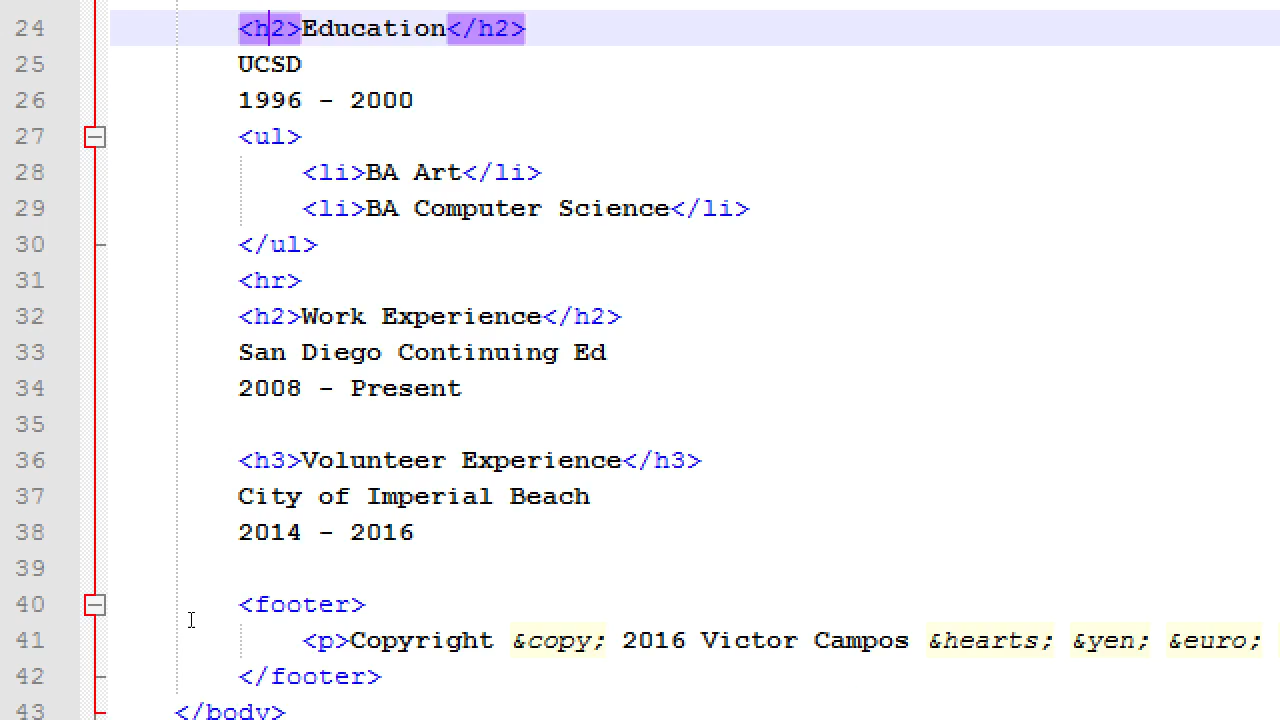 24 <h2>Education</h2>
25 UCSD
26 1996 - 2000
27 <ul>
28 <li>BA Art</li>
29 <li>BA Computer Science</li>
30 </ul>
31 <hr>
32 <h2>Work Experience</h2>
33 San Diego Continuing Ed
34 2008 - Present
35
36 <h3>Volunteer Experience</h3>
37 City of Imperial Beach
38 2014 - 2016
39
40 <footer>
41 <p>Copyright &copy; 2016 Victor Campos &hearts; &yen; &euro;
42 </footer>
43 </body>